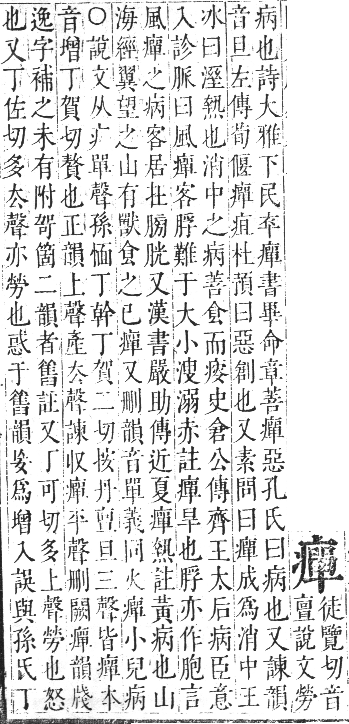 癉
徒覽切音
亶說文勞
病也詩大雅下民卒癉書畢命章善癉惡孔氏曰病也又諫韻
音旦左傳荀偃癉疽杜預曰惡創也又素問曰癉成為消中王
冰曰溼熱也消中之病善食而瘦史倉公傳齊王太后病臣意
入診脈曰風癉客脬難于大小溲溺赤註癉旱也脬亦作胞言
風癉之病客居在膀胱又漢書嚴助傳近夏癉熱註黃病也山
海經翼望之山有獸食之已癉又刪韻音單義同火癉小兒病
○說文从疒單聲孫愐丁幹丁賀二切按丹亶旦三聲皆癉本
音增丁賀切贅也正韻上聲產去聲諫収癉平聲刪闕癉韻牋
逸字補之未有附哿箇二韻者舊註又丁可切多上聲勞也怒
也又丁佐切多去聲亦勞也惑于舊韻妄為增入誤與孫氏丁